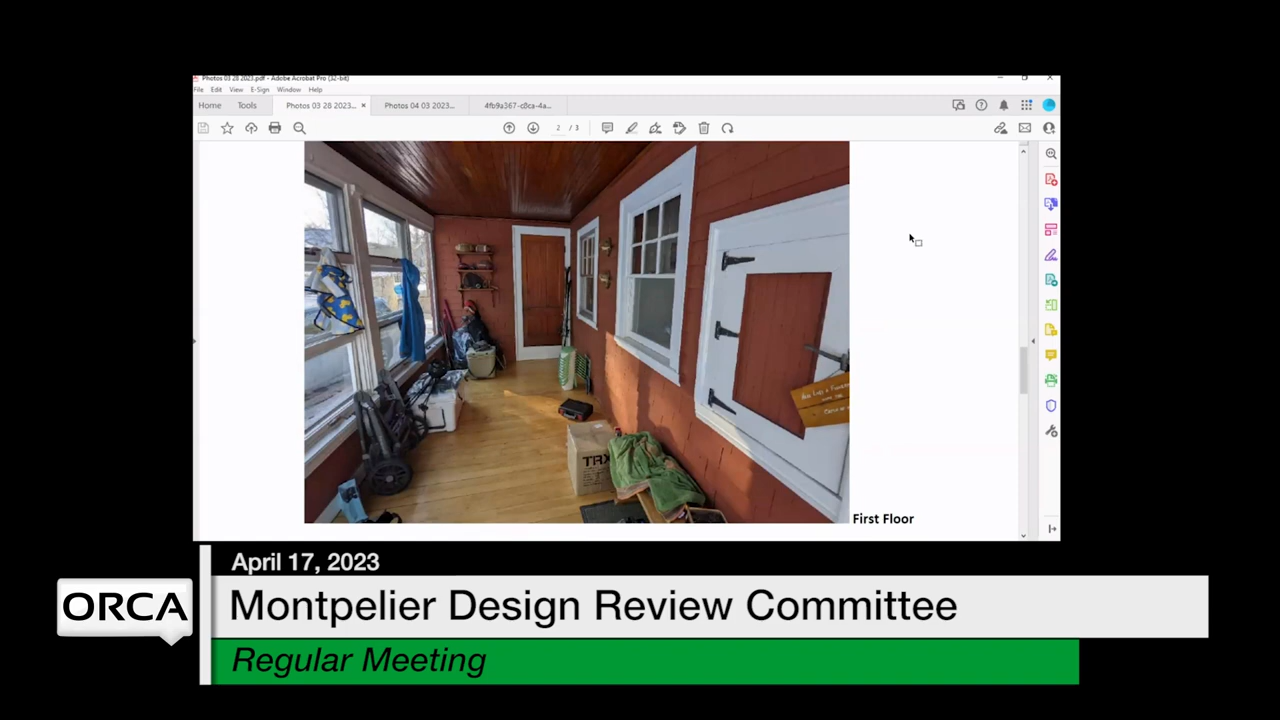 Photos 03 28 2023.pdf - Adobe Acrobat Pro (32-bit)
File Edit View E-Sign Window Help
Home Tools Photos 03 28 2023... × Photos 04 03 2023... 4fb9a367-c8ca-4a...
2 / 3
TRX
First Floor
April 17, 2023
ORCA
Montpelier Design Review Committee
Regular Meeting